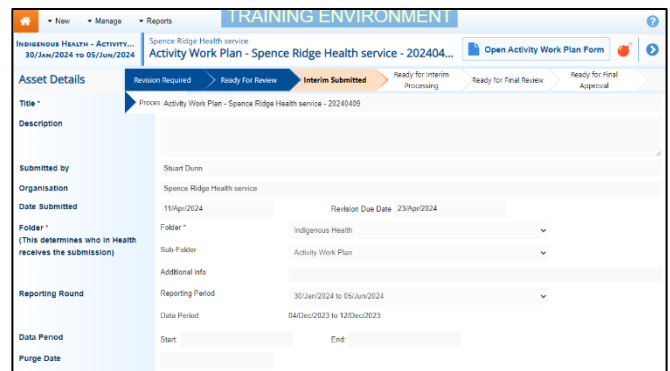 New Manage Reports TRAINING ENVIRONMENT
INDIGENOUS HEALTH - ACTIVITY...
30/JAN/2024 TO 05/JUN/2024
Spence Ridge Health service
Activity Work Plan - Spence Ridge Health service - 202404...
Open Activity Work Plan Form
Asset Details
Revision Required Ready For Review Interim Submitted Ready for Interim Processing Ready for Final Review Ready for Final Approval
Proces
Title * Activity Work Plan - Spence Ridge Health service - 20240409
Description
Submitted by Stuart Dunn
Organisation Spence Ridge Health service
Date Submitted 11/Apr/2024 Revision Due Date 23/Apr/2024
Folder *
(This determines who in Health
receives the submission)
Folder * Indigenous Health
Sub-Folder Activity Work Plan
Additional info
Reporting Round Reporting Period 30/Jan/2024 to 05/Jun/2024
Data Period 04/Dec/2023 to 12/Dec/2023
Data Period Start: End:
Purge Date